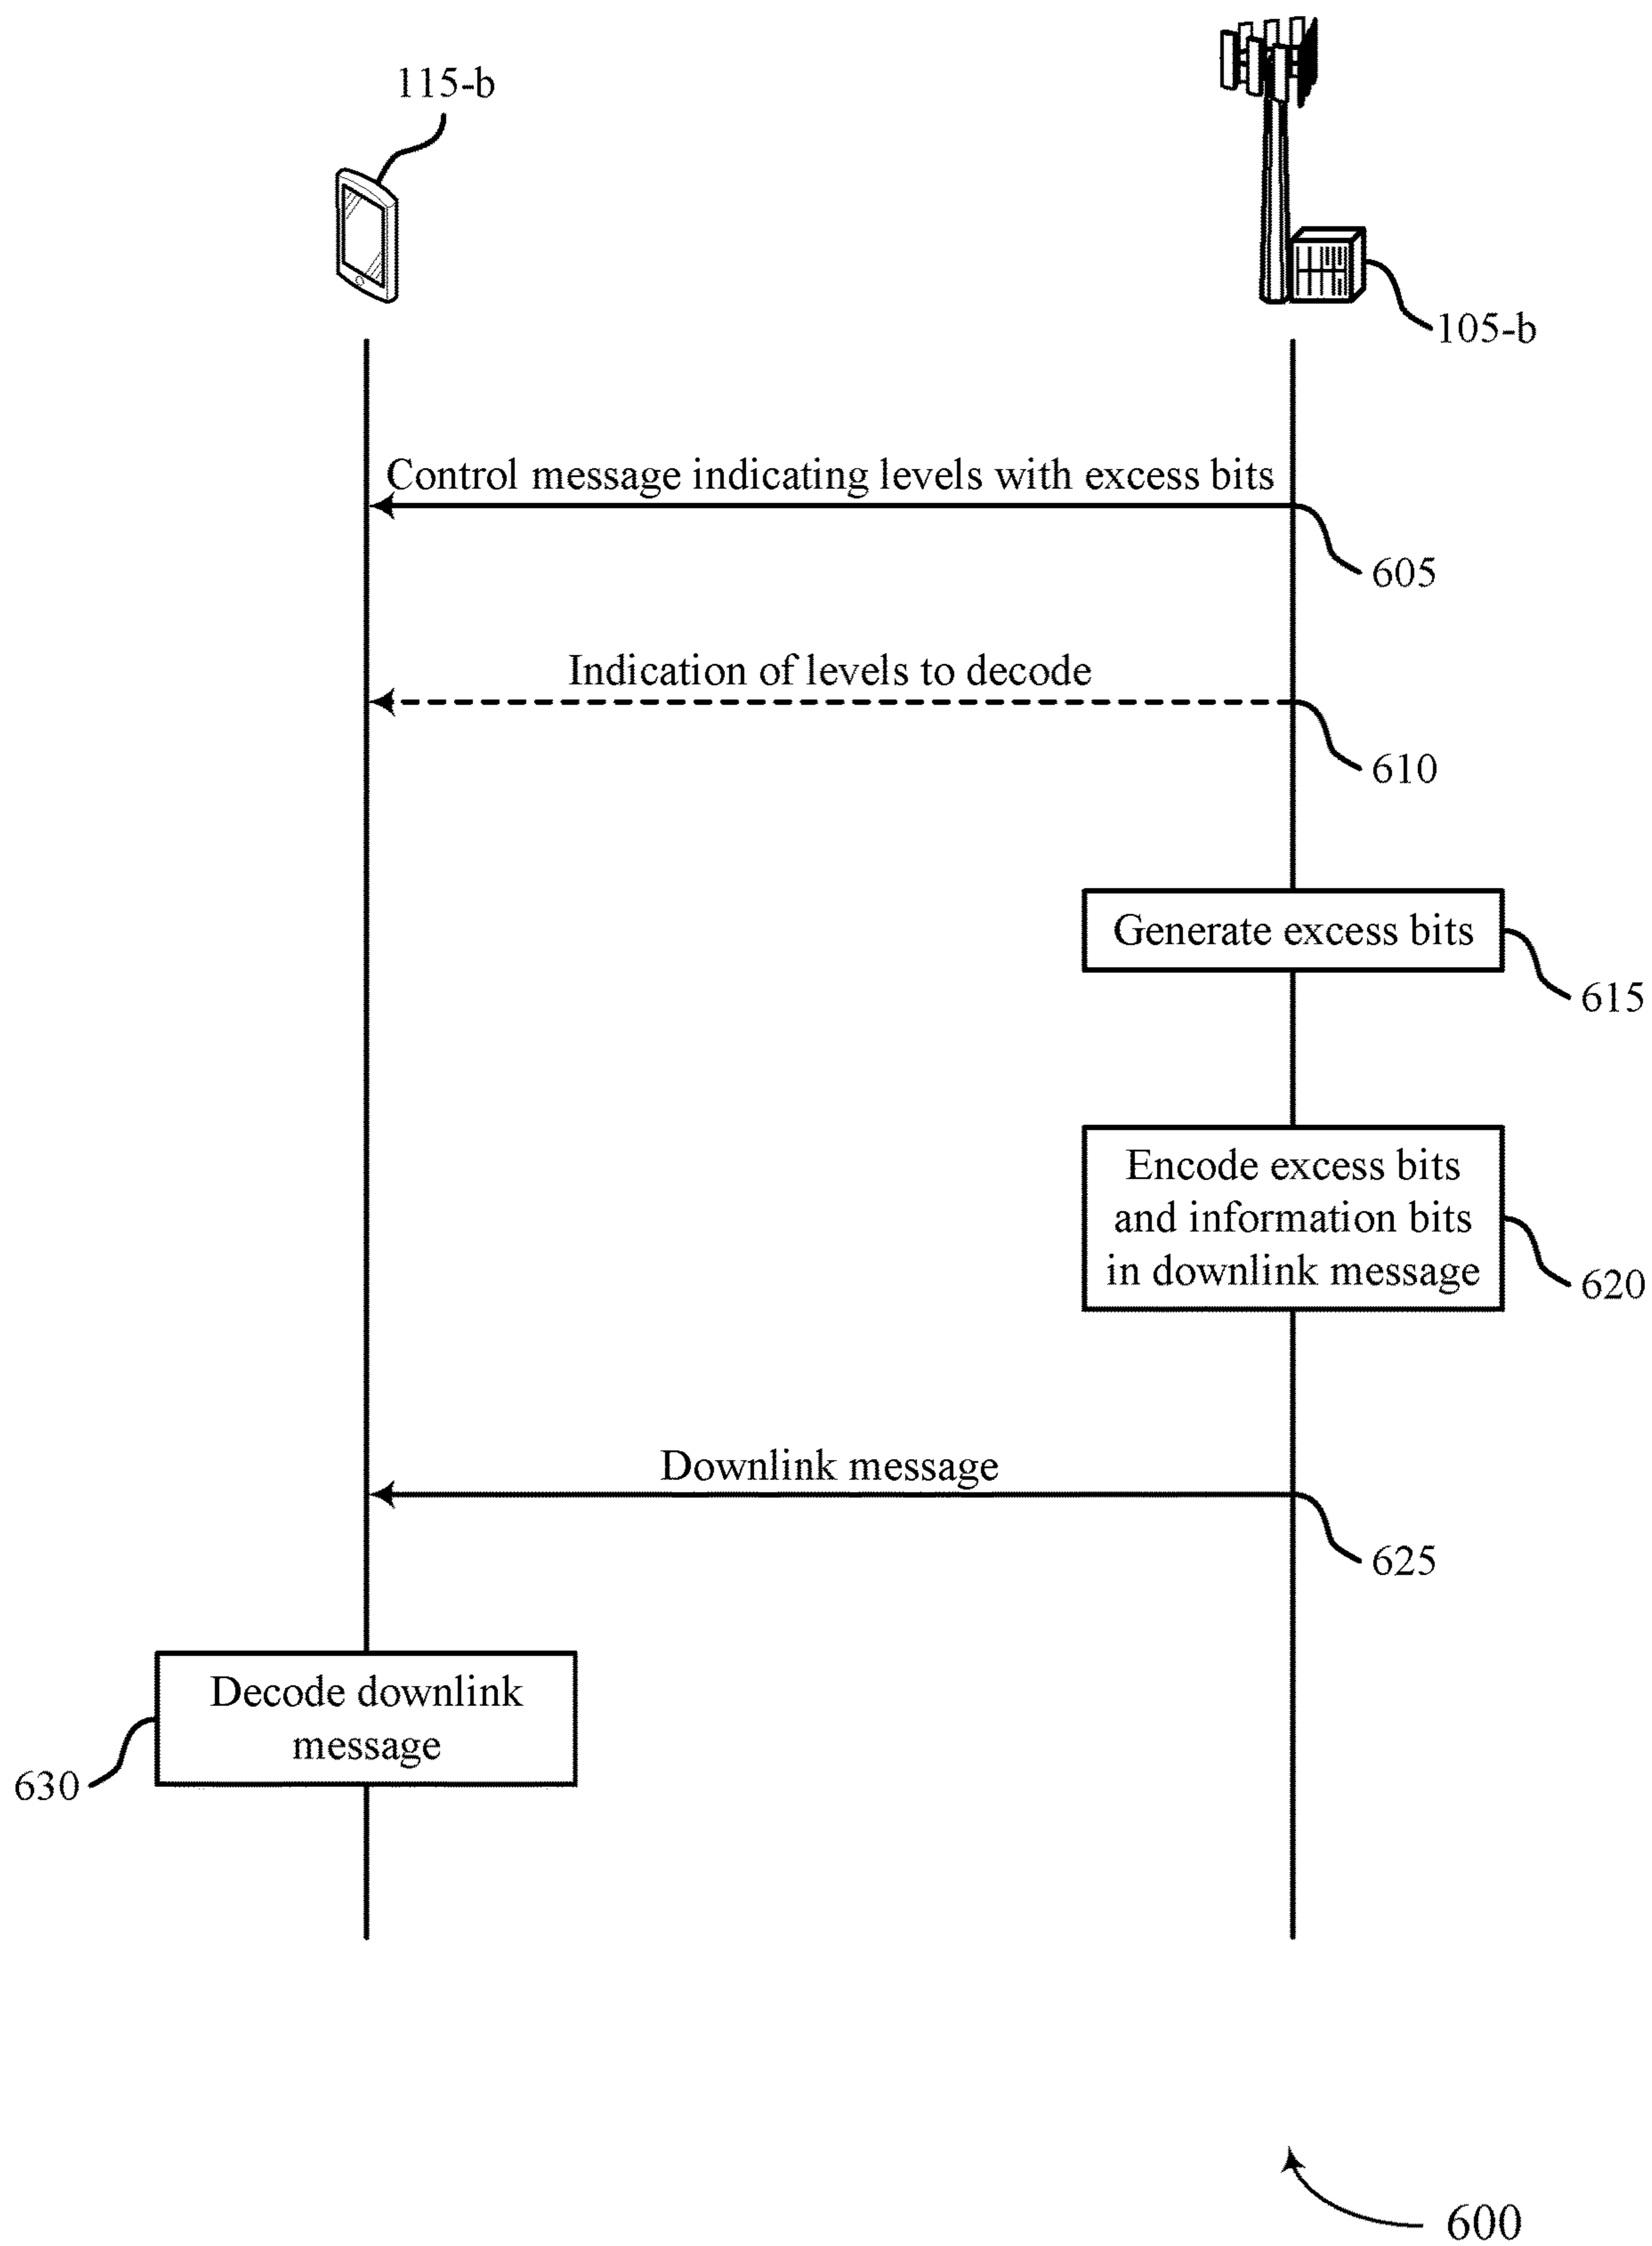 115-b
105-b
Control message indicating levels with excess bits
605
Indication of levels to decode
610
Generate excess bits
615
Encode excess bits
and information bits
in downlink message
620
Downlink message
625
Decode downlink
message
630
600